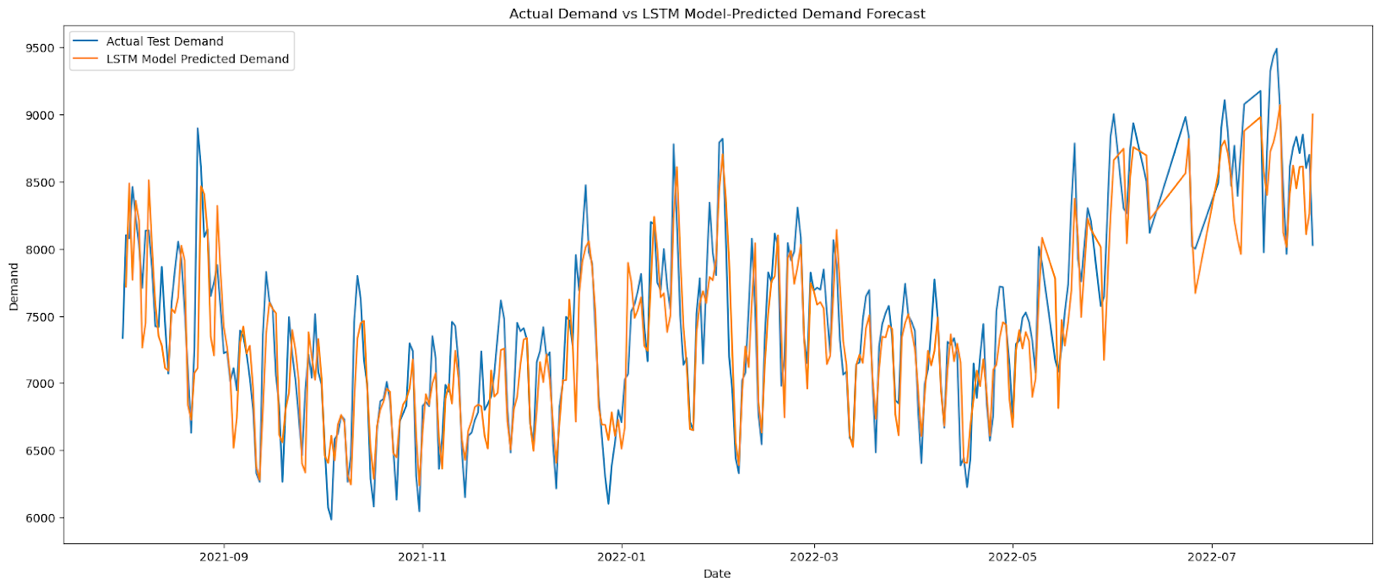 Actual Demand vs LSTM Model-Predicted Demand Forecast
Actual Test Demand
LSTM Model Predicted Demand
Demand
9500
9000
8500
8000
7500
7000
6500
6000
2021-09 2021-11 2022-01 2022-03 2022-05 2022-07
Date